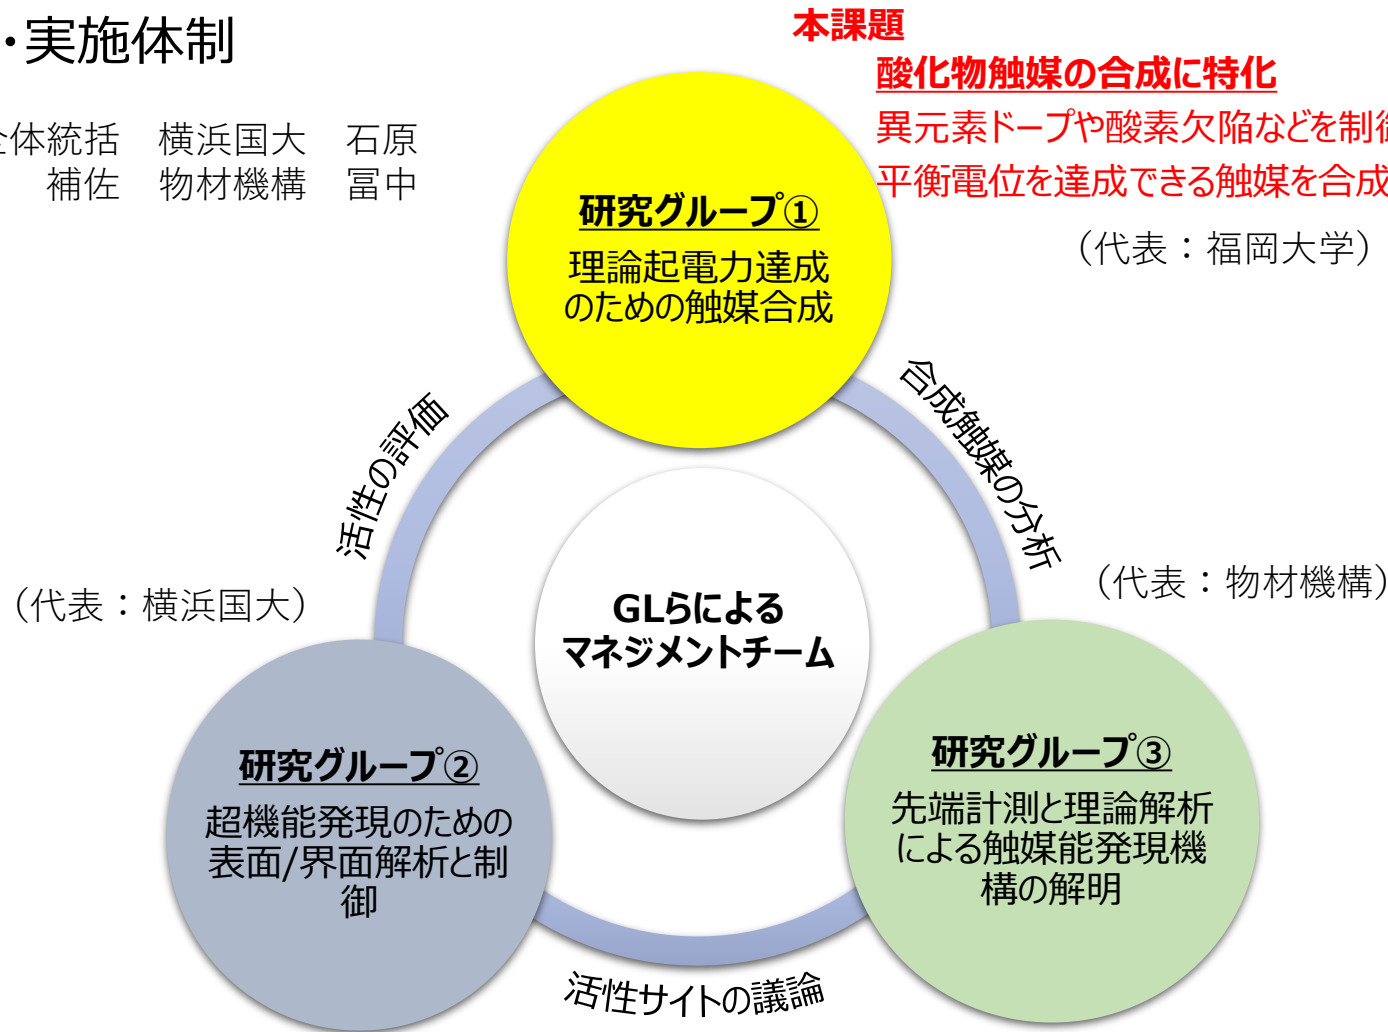 ・実施体制
全体統括　横浜国大　石原
補佐　物材機構　冨中
本課題
酸化物触媒の合成に特化
異元素ドープや酸素欠陥などを制御
平衡電位を達成できる触媒を合成
（代表：福岡大学）
研究グループ①
理論起電力達成
のための触媒合成
活性の評価
合成触媒の分析
（代表：横浜国大）
（代表：物材機構）
GLらによる
マネジメントチーム
研究グループ②
超機能発現のための
表面/界面解析と制
御
研究グループ③
先端計測と理論解析
による触媒能発現機
構の解明
活性サイトの議論